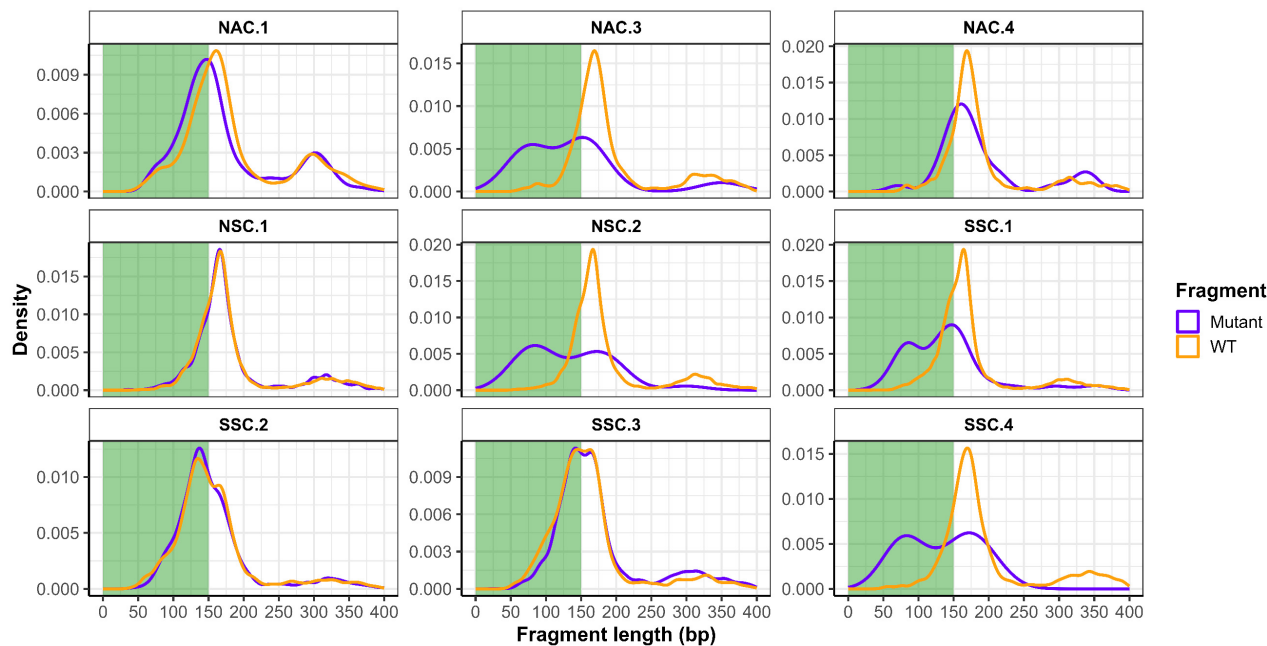 NAC.1 NAC.3 NAC.4
0.009 0.006 0.003 0.000
0.015 0.010 0.005 0.000
0.020 0.015 0.010 0.005 0.000
NSC.1 NSC.2 SSC.1
0.015 0.010 0.005 0.000
0.020 0.015 0.010 0.005 0.000
0.020 0.015 0.010 0.005 0.000
Density
Fragment
Mutant
WT
SSC.2 SSC.3 SSC.4
0.010 0.005 0.000
0.009 0.006 0.003 0.000
0.015 0.010 0.005 0.000
0 50 100 150 200 250 300 350 400
0 50 100 150 200 250 300 350 400
0 50 100 150 200 250 300 350 400
Fragment length (bp)